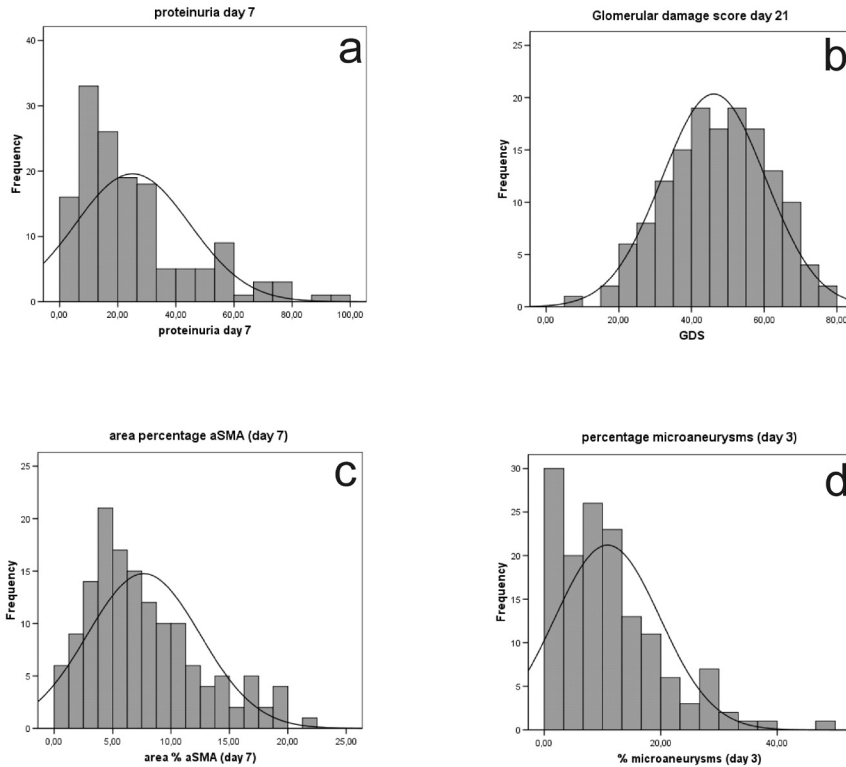 proteinuria day 7
a
40
30
20
10
0
Frequency
0,00 20,00 40,00 60,00 80,00 100,00
proteinuria day 7
Glomerular damage score day 21
b
25
20
15
10
5
0
Frequency
0,00 20,00 40,00 60,00 80,00
GDS
area percentage aSMA (day 7)
c
25
20
15
10
5
0
Frequency
0,00 5,00 10,00 15,00 20,00 25,00
area % aSMA (day 7)
percentage microaneurysms (day 3)
d
30
25
20
15
10
5
0
Frequency
0,00 20,00 40,00
% microaneurysms (day 3)